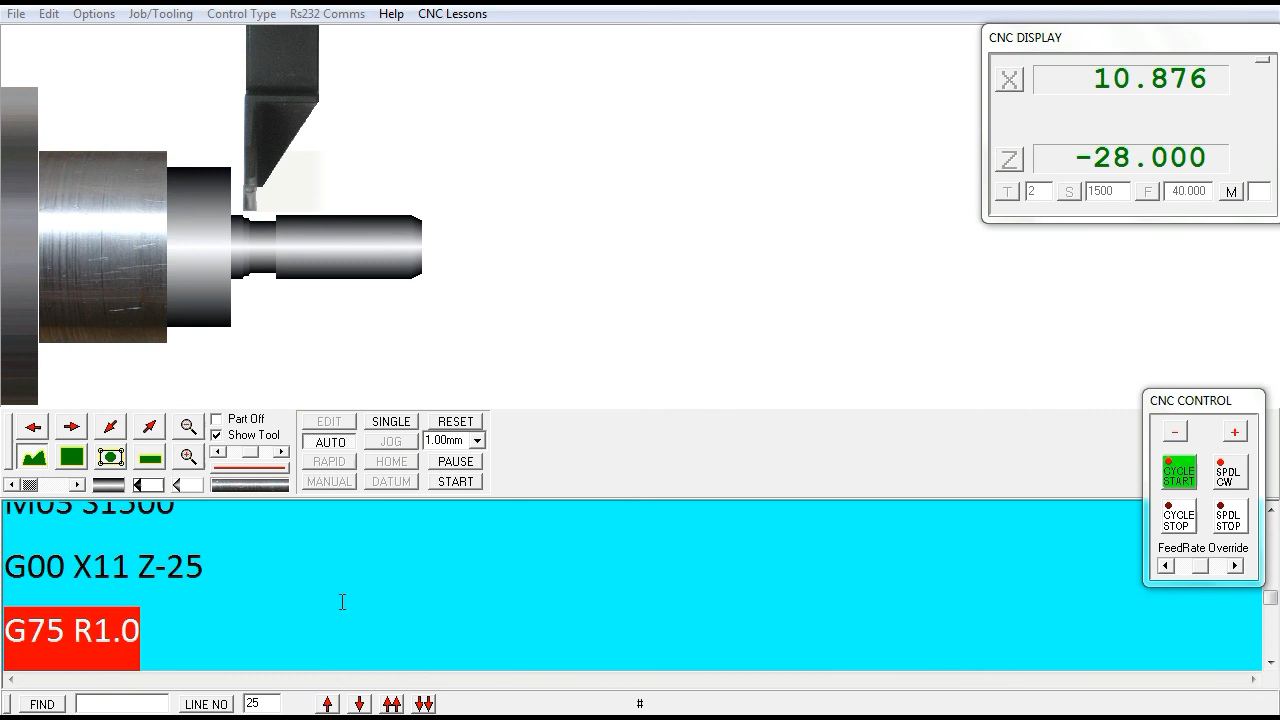 File Edit Options Job/Tooling Control Type Rs232 Comms Help CNC Lessons
CNC DISPLAY
X 10.876
Z -28.000
T 2 S 1500 F 40.000 M
CNC CONTROL
- +
CYCLE START SPDL CW
CYCLE STOP SPDL STOP
FeedRate Override
Part Off
Show Tool
EDIT SINGLE RESET
AUTO JOG 1.00mm
RAPID HOME PAUSE
MANUAL DATUM START
M03 S1500
G00 X11 Z-25
G75 R1.0
FIND LINE NO 25 #